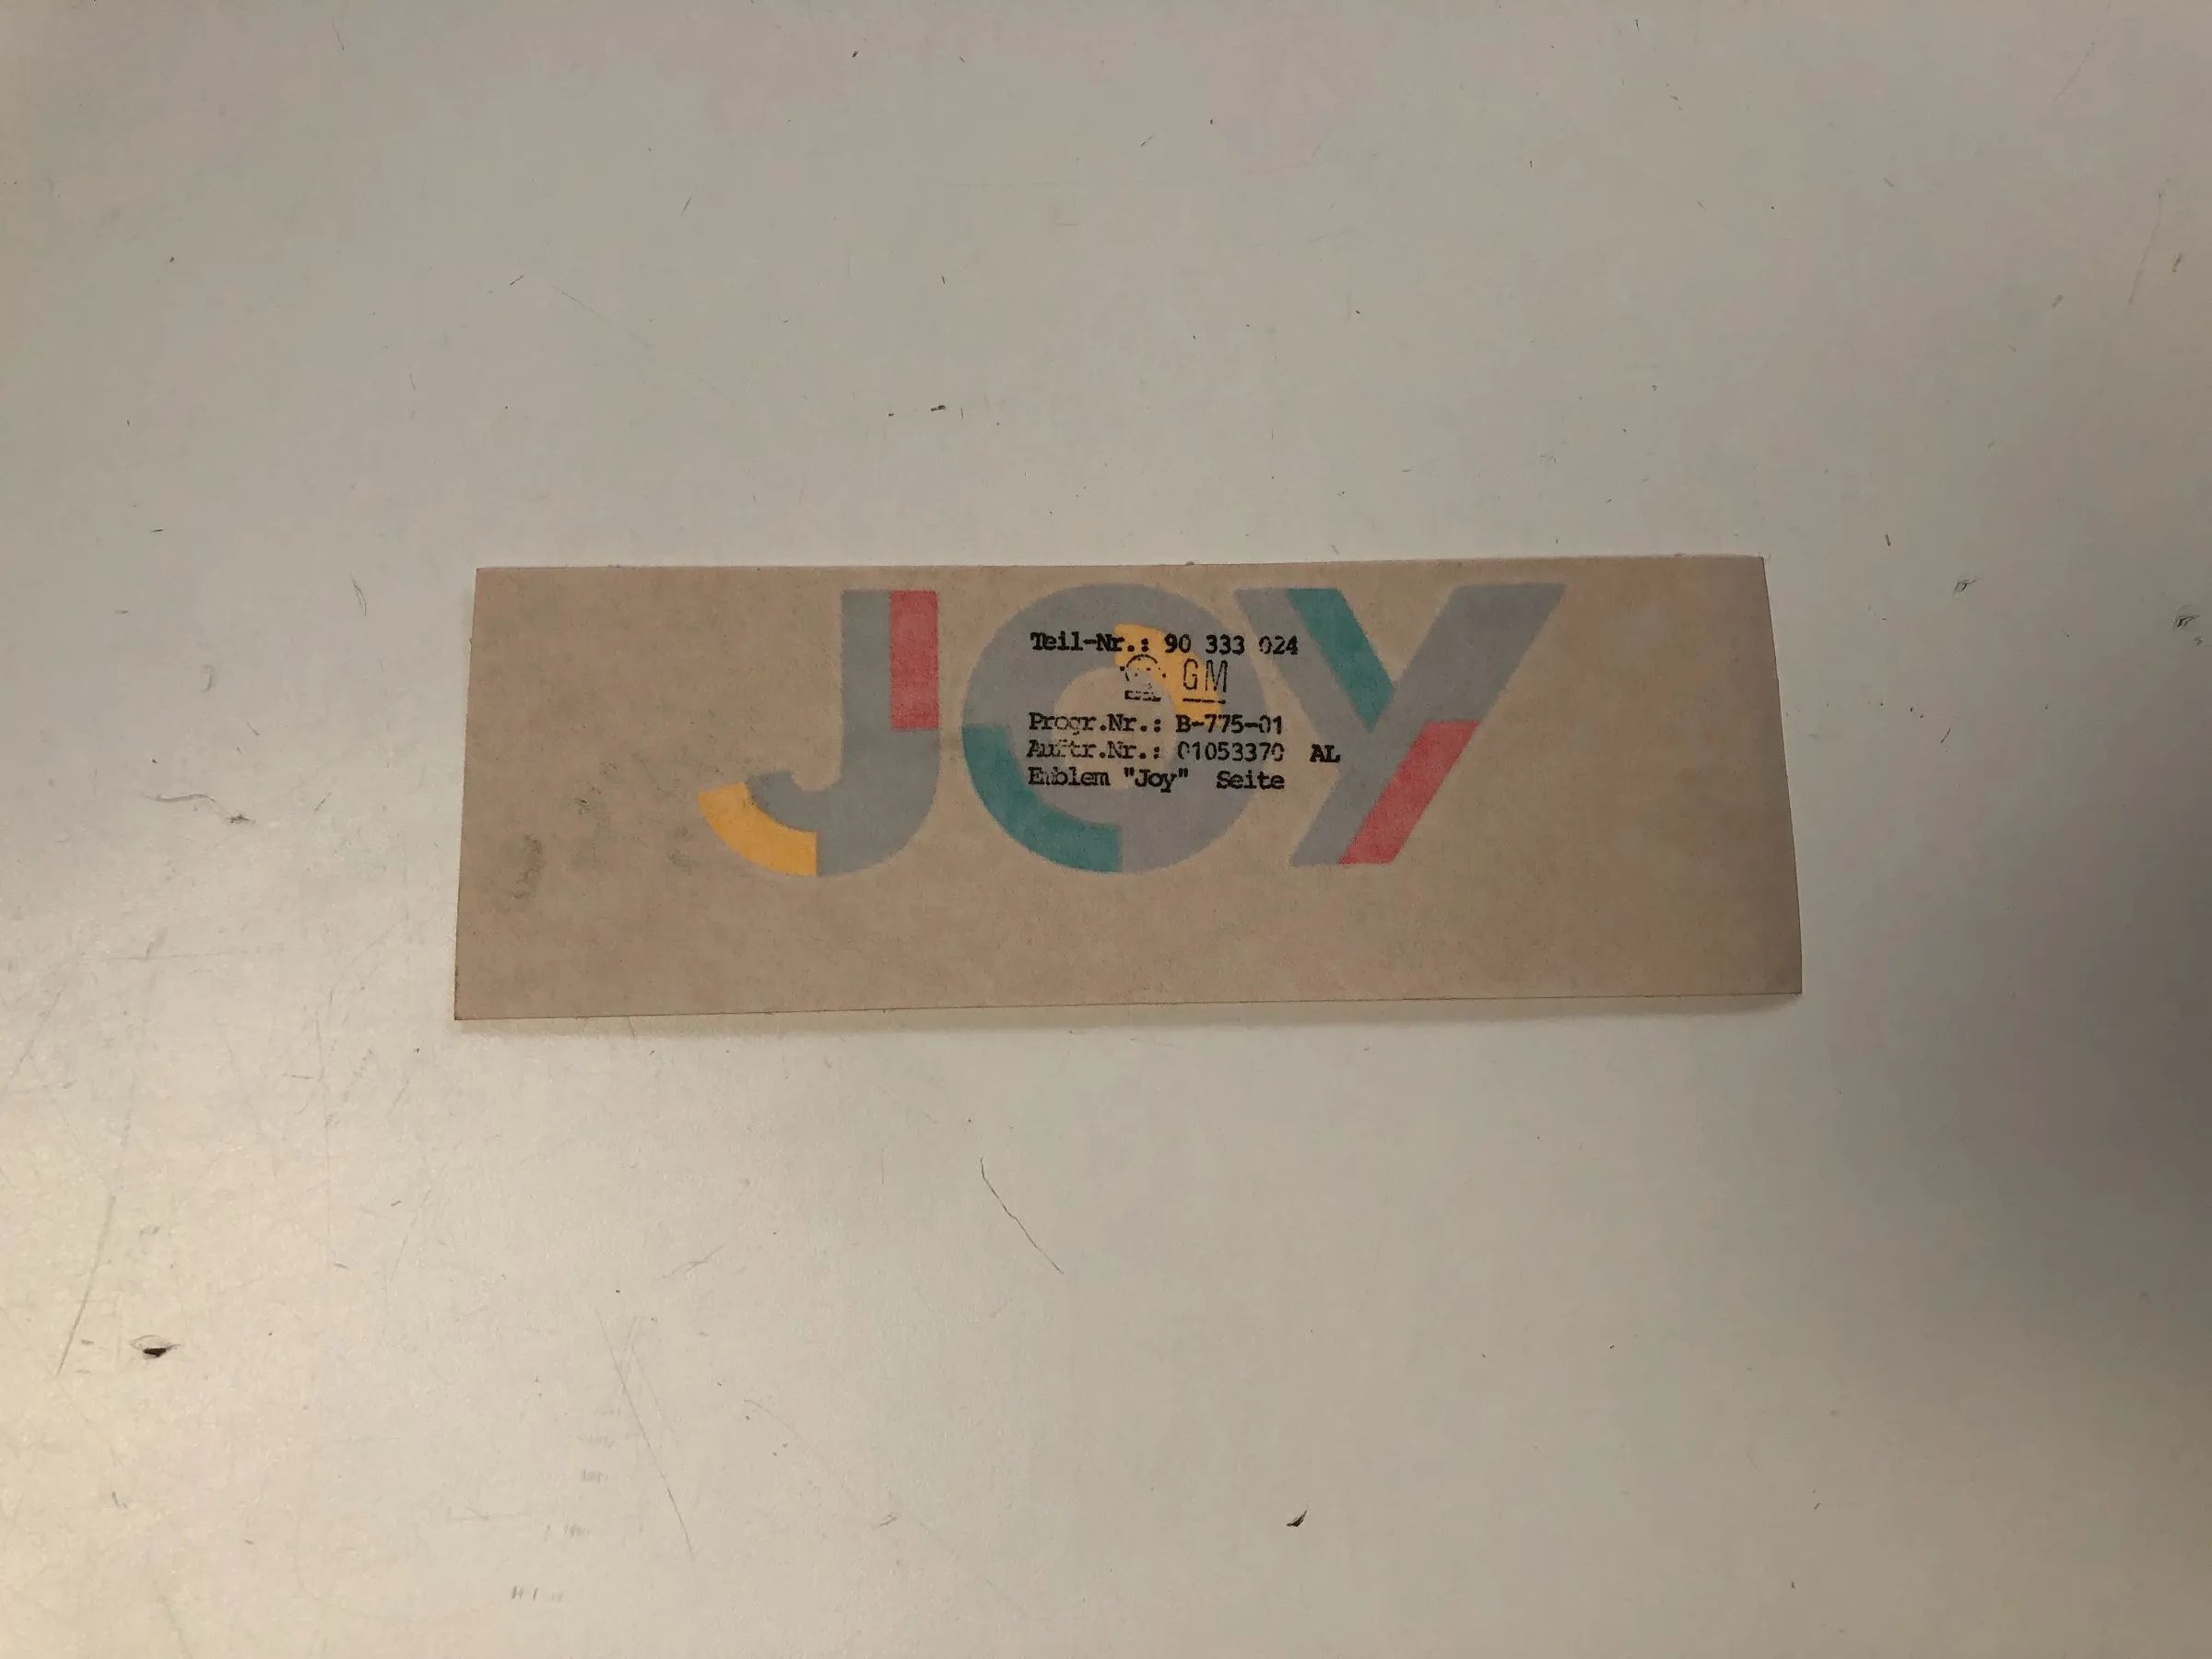 JOY
Teil-Nr.: 90 333 024
GM
Progr.Nr.: B-775-01
Auftr.Nr.: 01053370 AL
Emblem "Joy" Seite